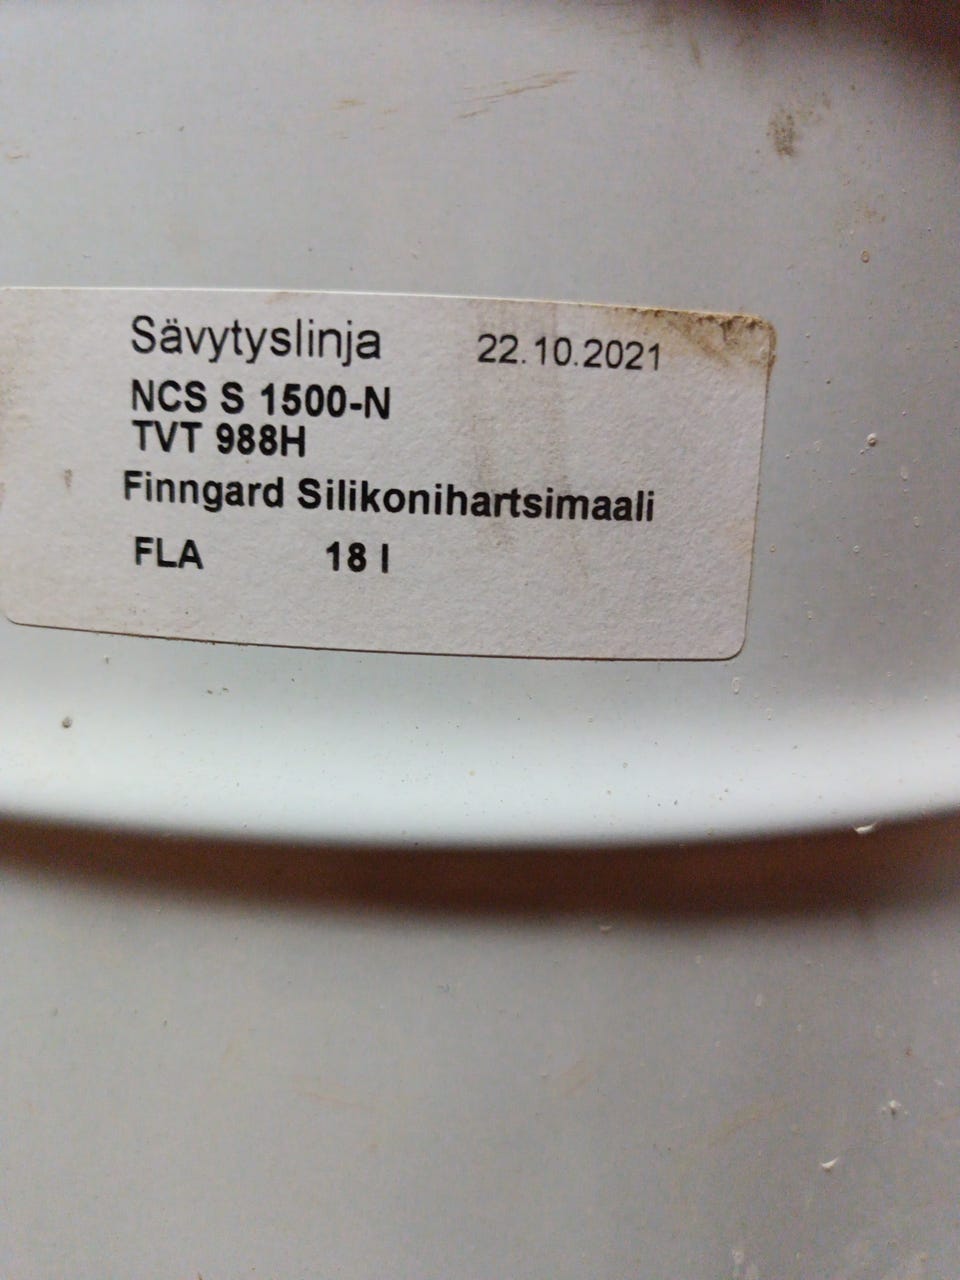 Sävytyslinja 22.10.2021
NCS S 1500-N
TVT 988H
Finngard Silikonihartsimaali
FLA 18 l